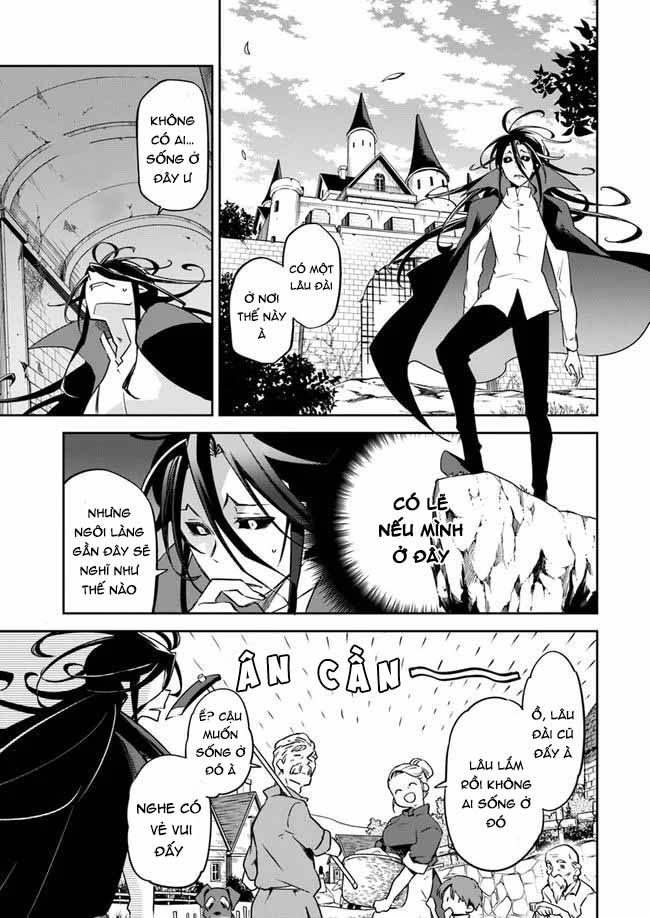 CÓ MỘT
LÂU ĐÀI
Ở NƠI
THẾ NÀY
À
KHÔNG
CÓ AI...
SỐNG Ở
ĐÂY Ư
CÓ LẼ
NẾU MÌNH
Ở ĐÂY
NHƯNG
NGÔI LÀNG
GẦN ĐÂY SẼ
NGHĨ NHƯ
THẾ NÀO
Ồ, LÂU
ĐÀI CŨ
ĐẤY À
LÂU LẮM
RỒI KHÔNG
AI SỐNG Ở
ĐÓ
ÂN CẦN
Ể? CẬU
MUỐN
SỐNG Ở
ĐÓ À
NGHE CÓ
VẺ VUI
ĐẤY